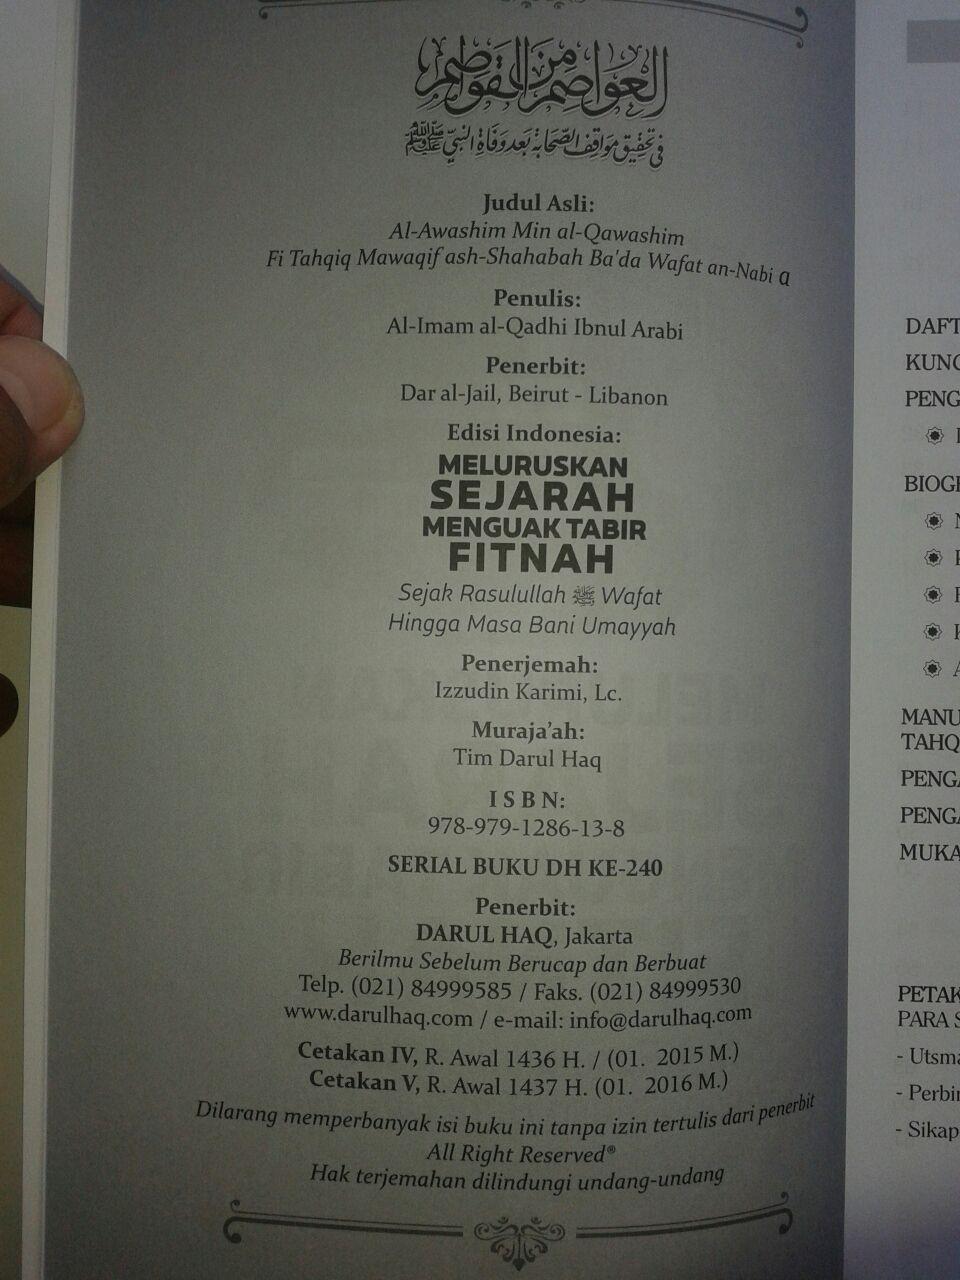 العواصم من القواصم
في تحقيق مواقف الصحابة بعد وفاة النبي ﷺ
Judul Asli:
Al-Awashim Min al-Qawashim
Fi Tahqiq Mawaqif ash-Shahabah Ba'da Wafat an-Nabi a
Penulis:
Al-Imam al-Qadhi Ibnul Arabi
Penerbit:
Dar al-Jail, Beirut - Libanon
Edisi Indonesia:
MELURUSKAN
SEJARAH
MENGUAK TABIR
FITNAH
Sejak Rasulullah ﷺ Wafat
Hingga Masa Bani Umayyah
Penerjemah:
Izzudin Karimi, Lc.
Muraja'ah:
Tim Darul Haq
I S B N:
978-979-1286-13-8
SERIAL BUKU DH KE-240
Penerbit:
DARUL HAQ, Jakarta
Berilmu Sebelum Berucap dan Berbuat
Telp. (021) 84999585 / Faks. (021) 84999530
www.darulhaq.com / e-mail: info@darulhaq.com
Cetakan IV, R. Awal 1436 H. / (01. 2015 M.)
Cetakan V, R. Awal 1437 H. (01. 2016 M.)
Dilarang memperbanyak isi buku ini tanpa izin tertulis dari penerbit
All Right Reserved®
Hak terjemahan dilindungi undang-undang
DAFT
KUNC
PENG
BIOGR
MANU
TAHQ
PENGA
PENGA
MUKA
PETAK
PARA S
- Utsma
- Perbin
- Sikap